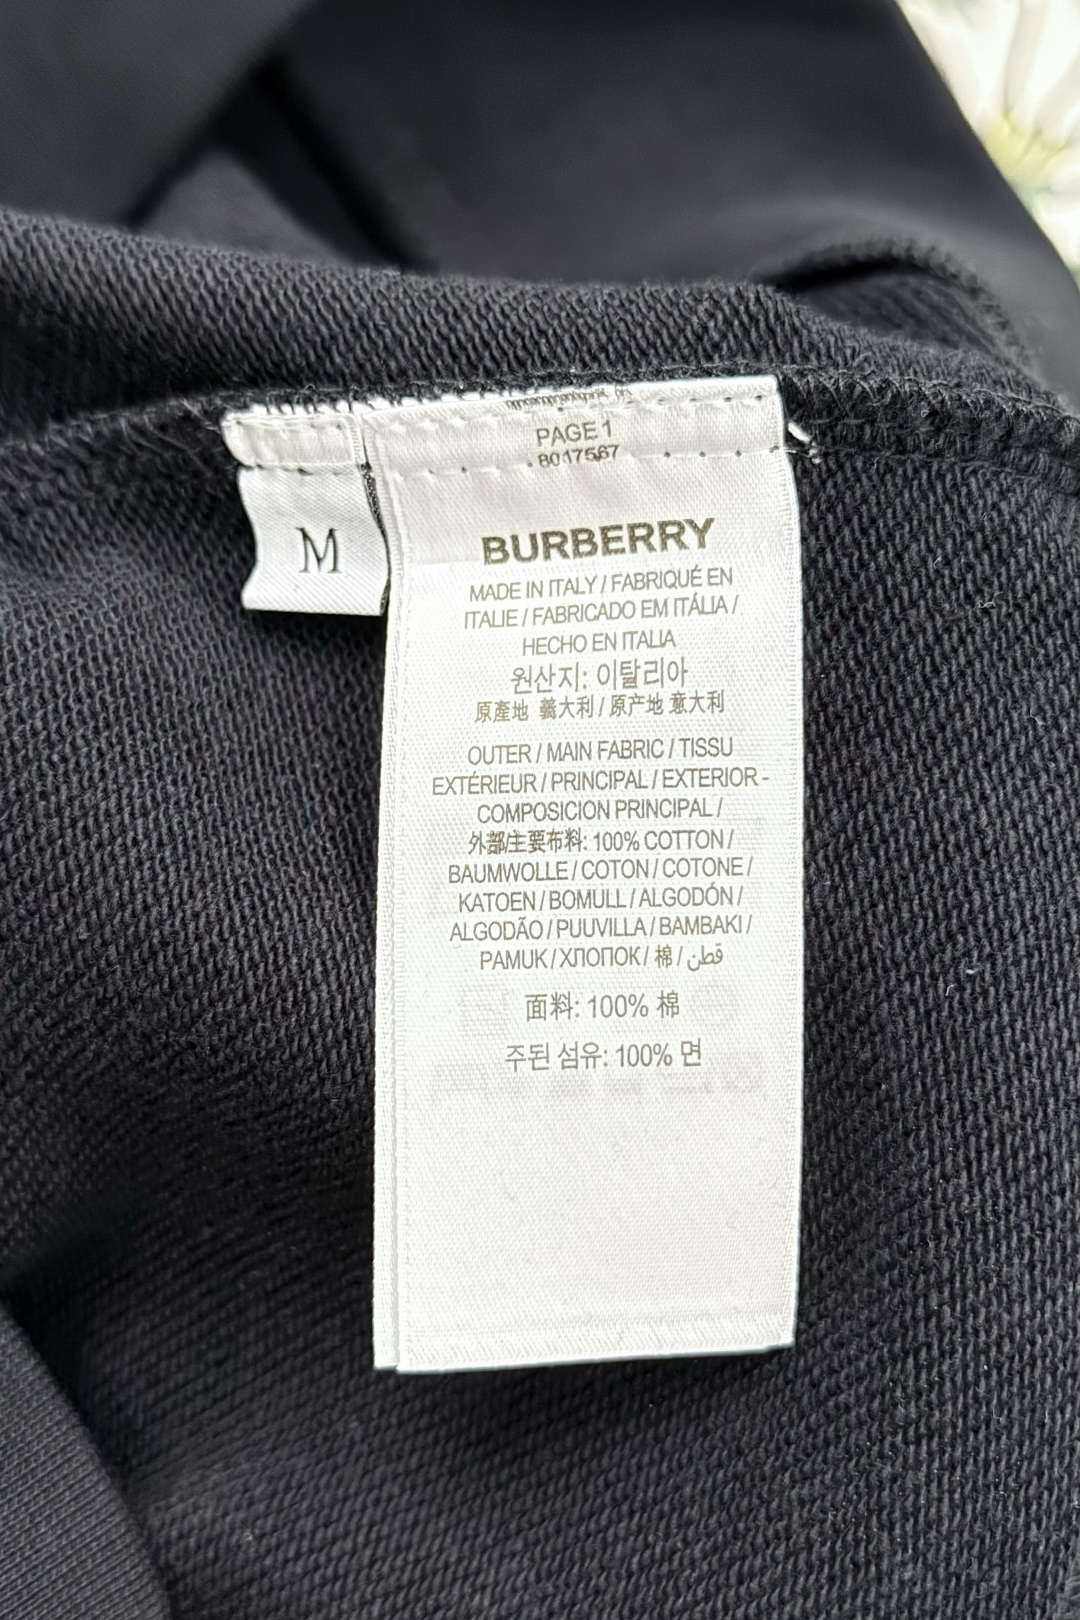 M
PAGE 1
8017567
BURBERRY
MADE IN ITALY / FABRIQUÉ EN
ITALIE / FABRICADO EM ITÁLIA /
HECHO EN ITALIA
원산지: 이탈리아
原產地 義大利 / 原产地 意大利
OUTER / MAIN FABRIC / TISSU
EXTÉRIEUR / PRINCIPAL / EXTERIOR -
COMPOSICION PRINCIPAL /
外部/主要布料: 100% COTTON /
BAUMWOLLE / COTON / COTONE /
KATOEN / BOMULL / ALGODÓN /
ALGODÃO / PUUVILLA / BAMBAKI /
PAMUK / ХЛОПОК / 棉 / قطن
面料: 100% 棉
주된 섬유: 100% 면